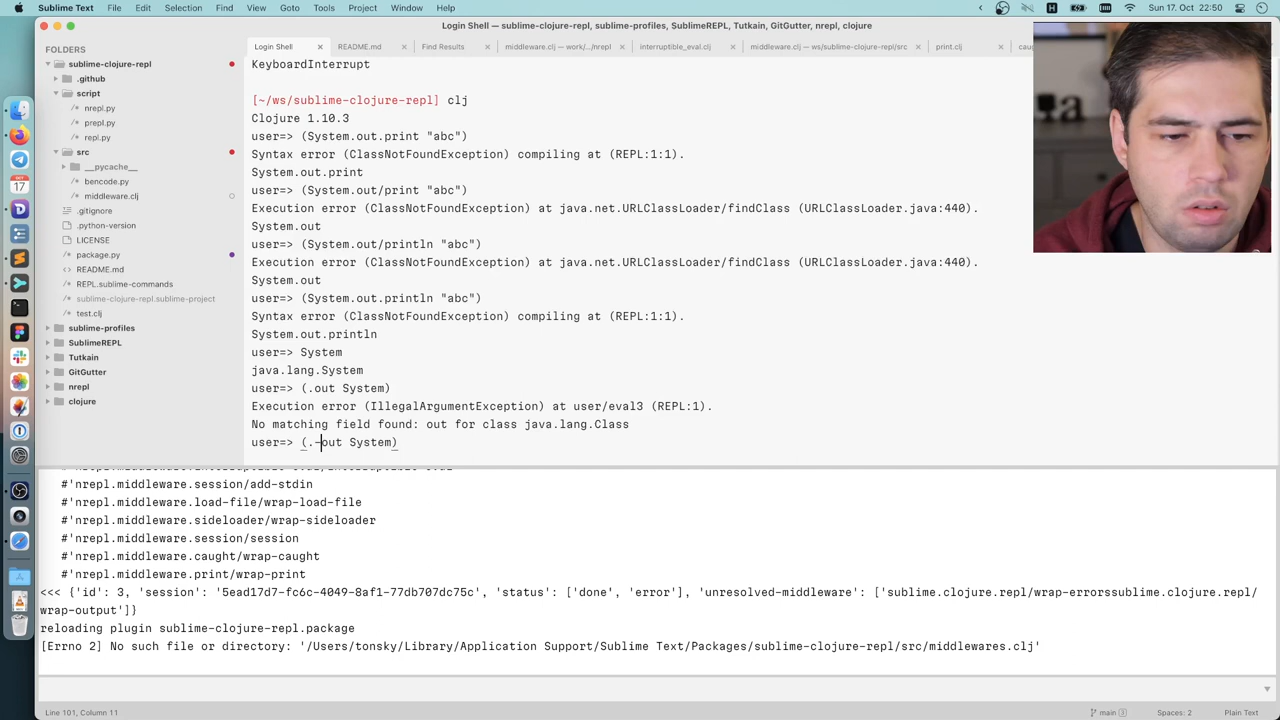 Sublime Text File Edit Selection Find View Goto Tools Project Window Help
Sun 17. Oct 22:50
Login Shell — sublime-clojure-repl, sublime-profiles, SublimeREPL, Tutkain, GitGutter, nrepl, clojure
FOLDERS
sublime-clojure-repl
.github
script
nrepl.py
prepl.py
repl.py
src
__pycache__
bencode.py
middleware.clj
.gitignore
.python-version
LICENSE
package.py
README.md
REPL.sublime-commands
sublime-clojure-repl.sublime-project
test.clj
sublime-profiles
SublimeREPL
Tutkain
GitGutter
nrepl
clojure
Login Shell
README.md
Find Results
middleware.clj — work/.../nrepl
interruptible_eval.clj
middleware.clj — ws/sublime-clojure-repl/src
print.clj
KeyboardInterrupt
[~/ws/sublime-clojure-repl] clj
Clojure 1.10.3
user=> (System.out.print "abc")
Syntax error (ClassNotFoundException) compiling at (REPL:1:1).
System.out.print
user=> (System.out/print "abc")
Execution error (ClassNotFoundException) at java.net.URLClassLoader/findClass (URLClassLoader.java:440).
System.out
user=> (System.out/println "abc")
Execution error (ClassNotFoundException) at java.net.URLClassLoader/findClass (URLClassLoader.java:440).
System.out
user=> (System.out.println "abc")
Syntax error (ClassNotFoundException) compiling at (REPL:1:1).
System.out.println
user=> System
java.lang.System
user=> (.out System)
Execution error (IllegalArgumentException) at user/eval3 (REPL:1).
No matching field found: out for class java.lang.Class
user=> (.-out System)
#'nrepl.middleware.session/add-stdin
#'nrepl.middleware.load-file/wrap-load-file
#'nrepl.middleware.sideloader/wrap-sideloader
#'nrepl.middleware.session/session
#'nrepl.middleware.caught/wrap-caught
#'nrepl.middleware.print/wrap-print
<<< {'id': 3, 'session': '5ead17d7-fc6c-4049-8af1-77db707dc75c', 'status': ['done', 'error'], 'unresolved-middleware': ['sublime.clojure.repl/wrap-errorssublime.clojure.repl/
wrap-output']}
reloading plugin sublime-clojure-repl.package
[Errno 2] No such file or directory: '/Users/tonsky/Library/Application Support/Sublime Text/Packages/sublime-clojure-repl/src/middlewares.clj'
Line 101, Column 11
main 3
Spaces: 2
Plain Text